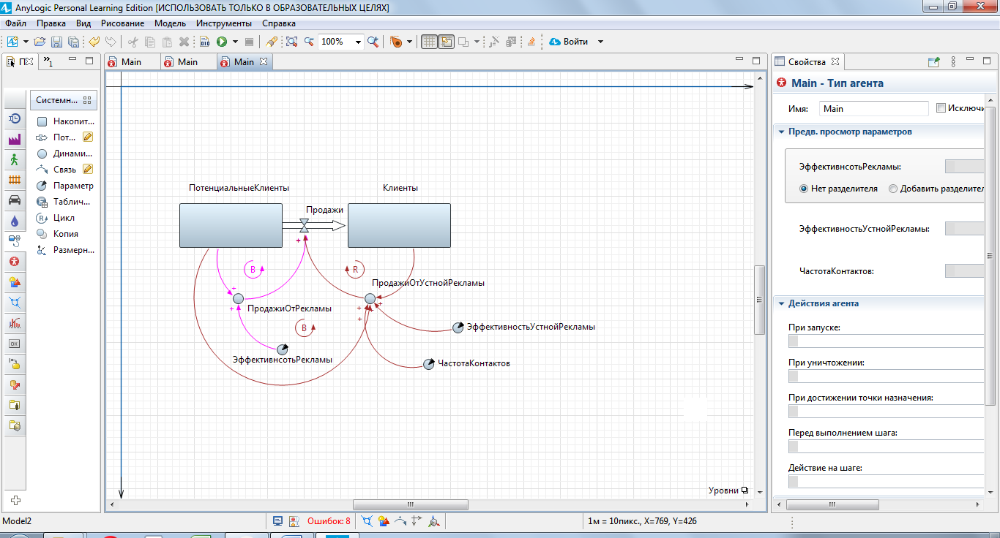 AnyLogic Personal Learning Edition [ИСПОЛЬЗОВАТЬ ТОЛЬКО В ОБРАЗОВАТЕЛЬНЫХ ЦЕЛЯХ]
Файл Правка Вид Рисование Модель Инструменты Справка
100% Войти
П Main Main Main Свойства
Main - Тип агента
Имя: Main Исключи
Предв. просмотр параметров
ЭффективнсотьРекламы:
Нет разделителя Добавить разделител
ЭффективностьУстнойРекламы:
ЧастотаКонтактов:
Действия агента
При запуске:
При уничтожении:
При достижении точки назначения:
Перед выполнением шага:
Действие на шаге:
Системн...
Накопит...
Пот...
Динами...
Связь
Параметр
Табличн...
Цикл
Копия
Размерн...
ПотенциальныеКлиенты Клиенты
Продажи
B R
ПродажиОтУстнойРекламы
ПродажиОтРекламы
B
ЭффективностьУстнойРекламы
ЭффективнсотьРекламы
ЧастотаКонтактов
Уровни
Model2 Ошибок: 8 1м = 10пикс., X=769, Y=426